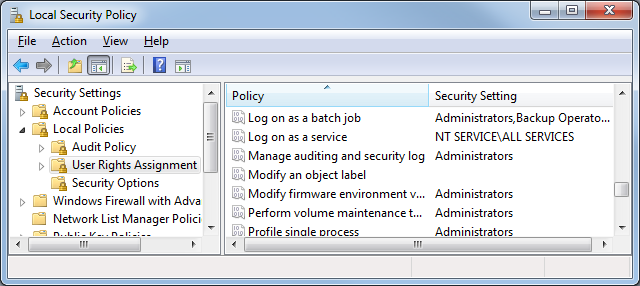 Local Security Policy
File Action View Help
Security Settings
Account Policies
Local Policies
Audit Policy
User Rights Assignment
Security Options
Windows Firewall with Adva
Network List Manager Polici
Public Key Policies
Policy Security Setting
Log on as a batch job Administrators,Backup Operato...
Log on as a service NT SERVICE\ALL SERVICES
Manage auditing and security log Administrators
Modify an object label
Modify firmware environment v... Administrators
Perform volume maintenance t... Administrators
Profile single process Administrators